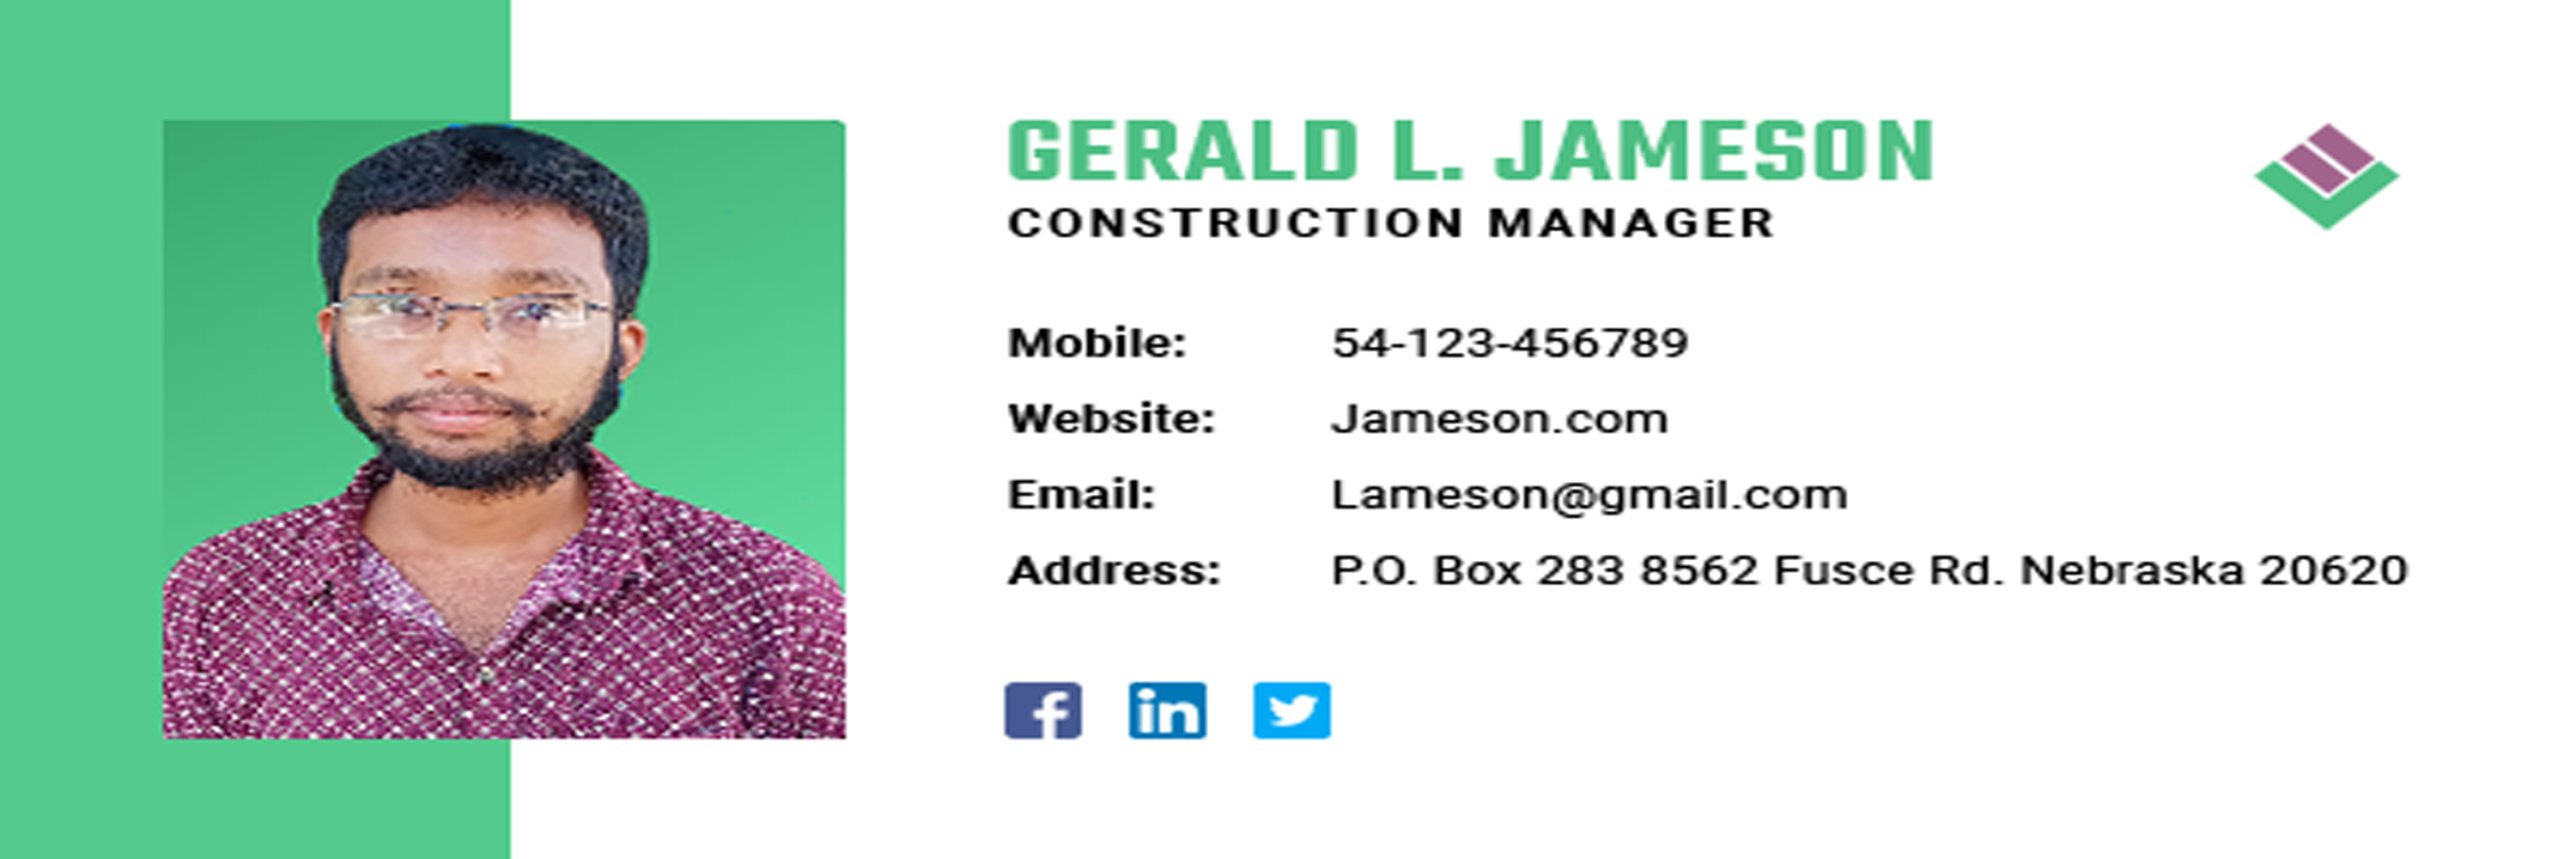 GERALD L. JAMESON
CONSTRUCTION MANAGER
Mobile: 54-123-456789
Website: Jameson.com
Email: Lameson@gmail.com
Address: P.O. Box 283 8562 Fusce Rd. Nebraska 20620
f in